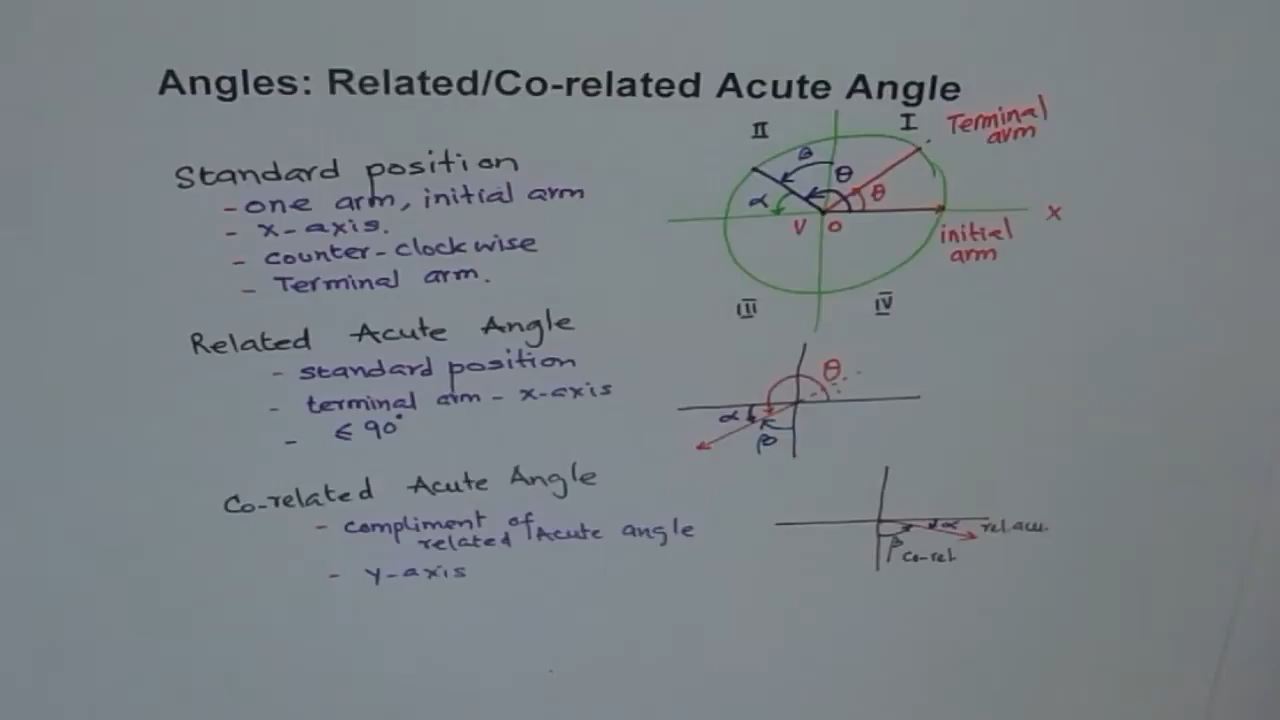 Angles: Related/Co-related Acute Angle
Standard position
- one arm, initial arm
- x-axis.
- counter-clockwise
- Terminal arm.
Related Acute Angle
- standard position
- terminal arm - x-axis
- ≤ 90°
Co-related Acute Angle
- compliment of related Acute angle
- y-axis
II
I
Terminal arm
θ
θ
α
V
O
x
initial arm
III
IV
θ
α
β
α
rel.acu.
β
Co-rel